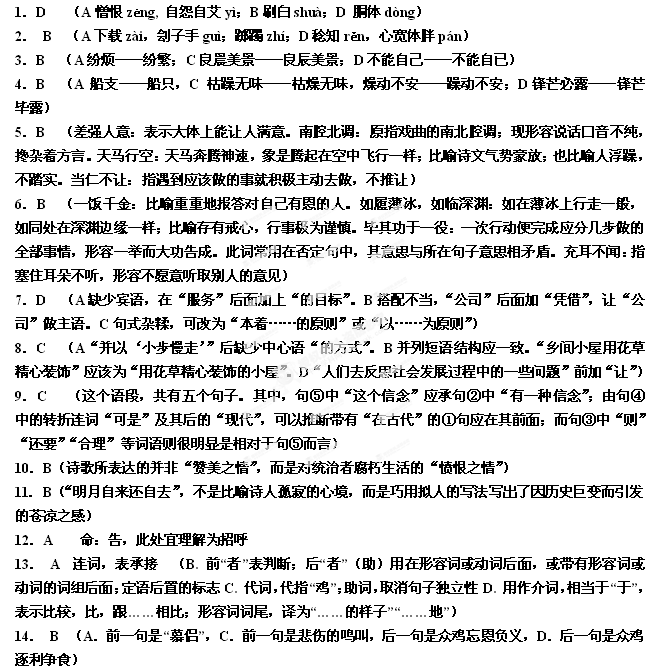 1. D （A 憎恨 zéng, 自怨自艾 yì；B 刷白 shuà；D 胴体 dòng）
2. B （A 下载 zài，刽子手 guì；踯躅 zhí；D 稔知 rěn，心宽体胖 pán）
3. B （A 纷烦——纷繁；C 良晨美景——良辰美景；D 不能自己——不能自已）
4. B （A 船支——船只，C 枯躁无味——枯燥无味，燥动不安——躁动不安；D 锋芒必露——锋芒
毕露）
5. B （差强人意：表示大体上能让人满意。南腔北调：原指戏曲的南北腔调；现形容说话口音不纯，
搀杂着方言。天马行空：天马奔腾神速，象是腾起在空中飞行一样；比喻诗文气势豪放；也比喻人浮躁，
不踏实。当仁不让：指遇到应该做的事就积极主动去做，不推让）
6. B （一饭千金：比喻重重地报答对自己有恩的人。如履薄冰，如临深渊：如在薄冰上行走一般，
如同处在深渊边缘一样；比喻存有戒心，行事极为谨慎。毕其功于一役：一次行动便完成应分几步做的
全部事情，形容一举而大功告成。此词常用在否定句中，其意思与所在句子意思相矛盾。充耳不闻：指
塞住耳朵不听，形容不愿意听取别人的意见）
7. D （A 缺少宾语，在“服务”后面加上“的目标”。B 搭配不当，“公司”后面加“凭借”，让“公
司”做主语。C 句式杂糅，可改为“本着……的原则”或“以……为原则”）
8. C （A“并以‘小步慢走’”后缺少中心语“的方式”。B 并列短语结构应一致。“乡间小屋用花草
精心装饰”应该为“用花草精心装饰的小屋”。D“人们去反思社会发展过程中的一些问题”前加“让”）
9. C （这个语段，共有五个句子。其中，句⑤中“这个信念”应承句②中“有一种信念”；由句④
中的转折连词“可是”及其后的“现代”，可以推断带有“在古代”的①句应在其前面；而句③中“则”
“还要”“合理”等词语则很明显是相对于句⑤而言）
10. B（诗歌所表达的并非“赞美之情”，而是对统治者腐朽生活的“愤恨之情”）
11. B（“明月自来还自去”，不是比喻诗人孤寂的心境，而是巧用拟人的写法写出了因历史巨变而引发
的苍凉之感）
12. A 命：告，此处宜理解为招呼
13. A 连词，表承接 （B. 前“者”表判断；后“者”（助）用在形容词或动词后面，或带有形容词或
动词的词组后面；定语后置的标志 C. 代词，代指“鸡”；助词，取消句子独立性 D. 用作介词，相当于“于”，
表示比较，比，跟……相比；形容词词尾，译为“……的样子”“……地”）
14. B （A．前一句是“慕侣”，C．前一句是悲伤的鸣叫，后一句是众鸡忘恩负义，D．后一句是众鸡
逐利争食）